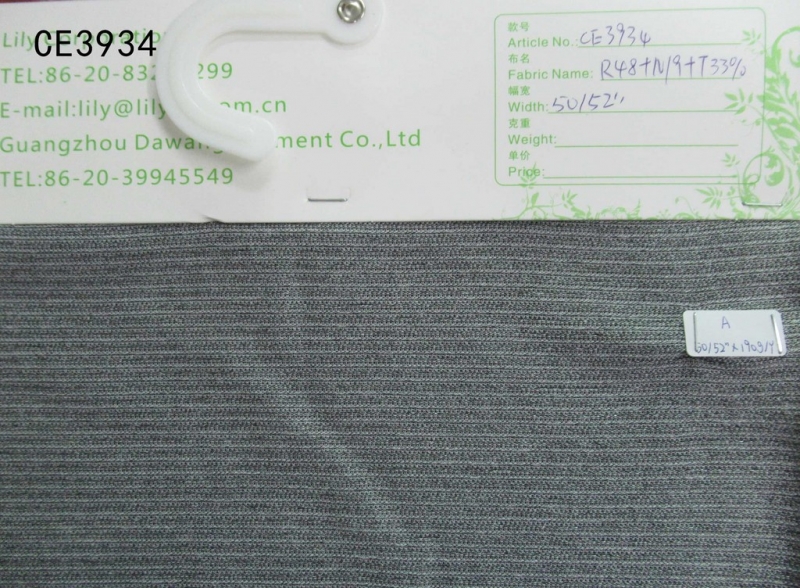 CE3934
Lily
TEL:86-20-83 299
E-mail:lily@lily .com.cn
Guangzhou Dawang ment Co.,Ltd
TEL:86-20-39945549
款号
Article No.: CE3934
布名
Fabric Name: R48+N19+T33%
幅宽
Width: 50/52"
克重
Weight:
单价
Price:
A
50/52"